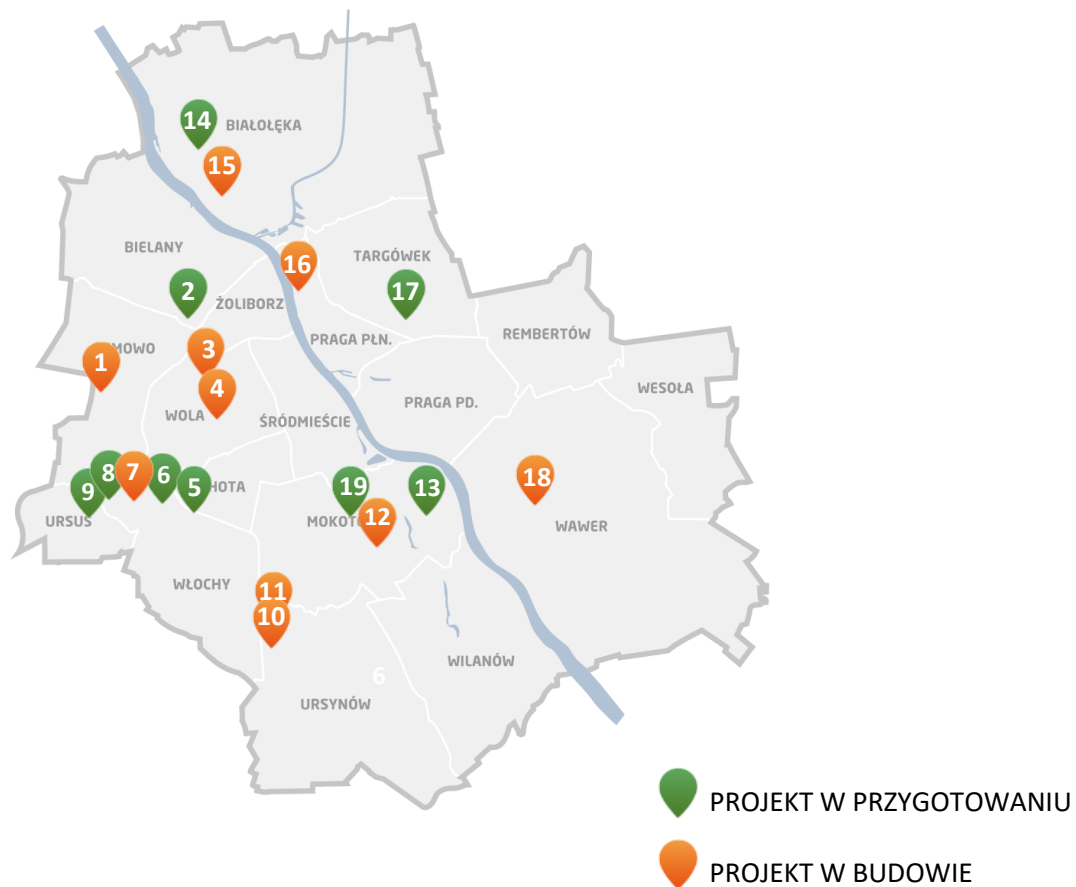 14
BIAŁOŁĘKA
15
BIELANY
TARGÓWEK
16
2
17
ŻOLIBORZ
REMBERTÓW
PRAGA PŁN.
3
MOWO
1
4
WESOŁA
PRAGA PD.
WOLA
ŚRÓDMIEŚCIE
8
7
6
18
9
5
HOTA
19
13
URSUS
MOKOTO
12
WAWER
WŁOCHY
11
10
WILANÓW
6
URSYNÓW
PROJEKT W PRZYGOTOWANIU
PROJEKT W BUDOWIE